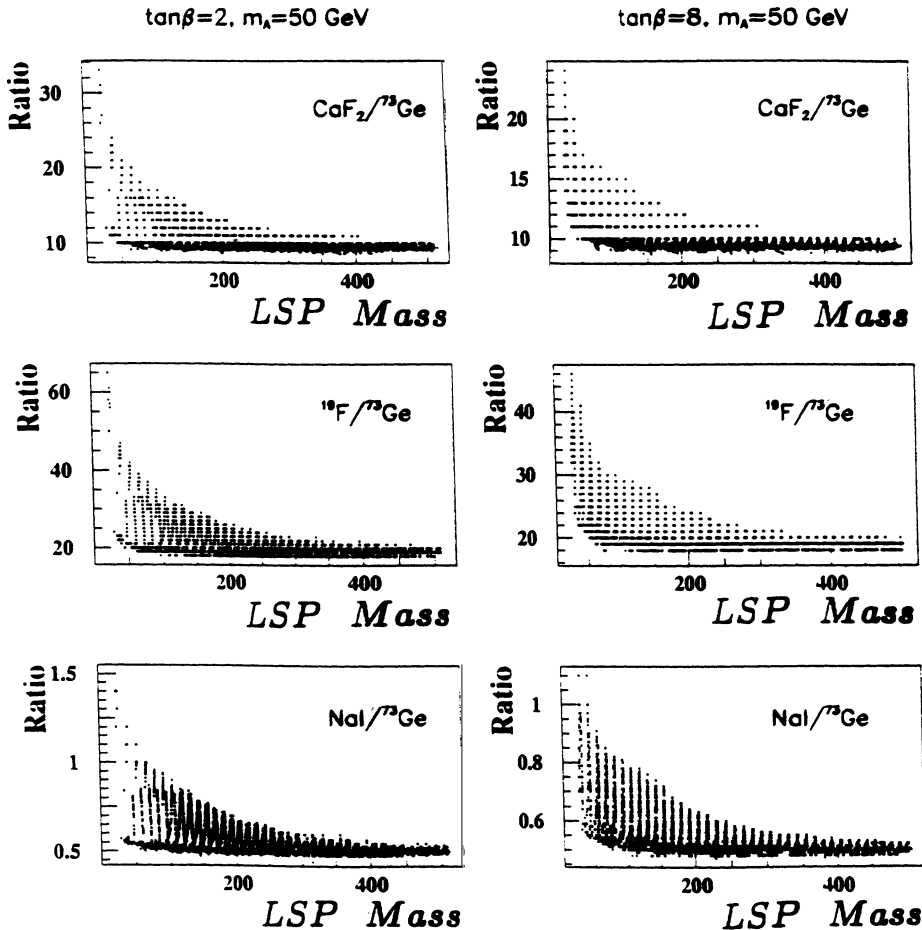 tanβ=2, m_A=50 GeV
tanβ=8, m_A=50 GeV
Ratio
30
20
10
CaF₂/⁷³Ge
200
400
LSP Mass
Ratio
20
15
10
CaF₂/⁷³Ge
200
400
LSP Mass
Ratio
60
40
20
¹⁹F/⁷³Ge
200
400
LSP Mass
Ratio
40
30
20
¹⁹F/⁷³Ge
200
400
LSP Mass
Ratio
1.5
1
0.5
NaI/⁷³Ge
200
400
LSP Mass
Ratio
1
0.8
0.6
NaI/⁷³Ge
200
400
LSP Mass